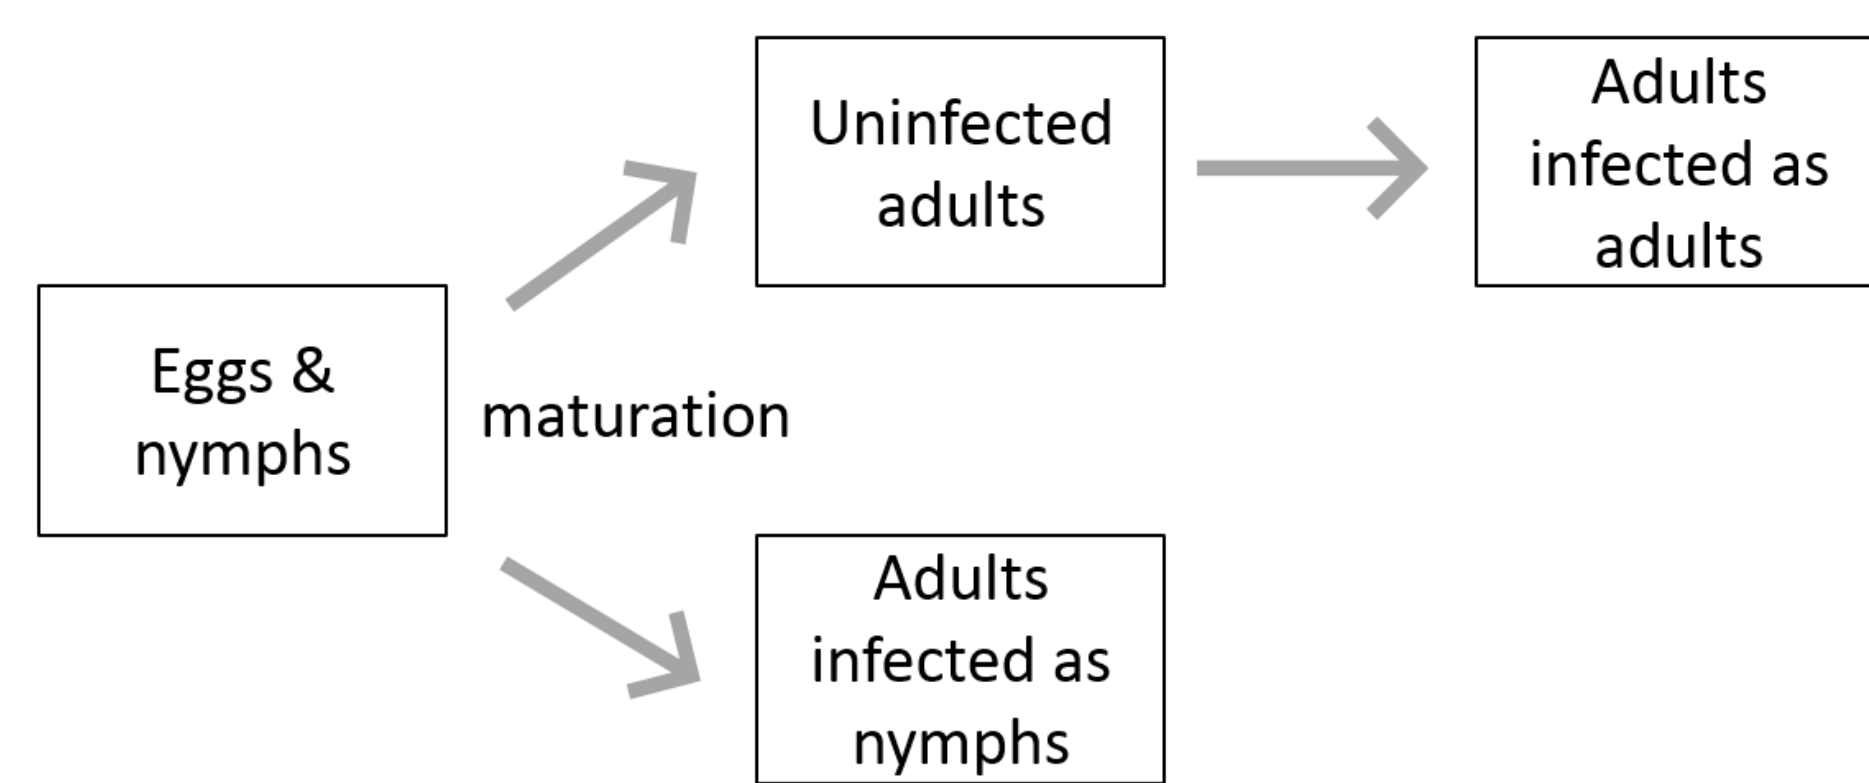 Uninfected
adults
Adults
infected as
adults
Eggs &
nymphs
maturation
Adults
infected as
nymphs